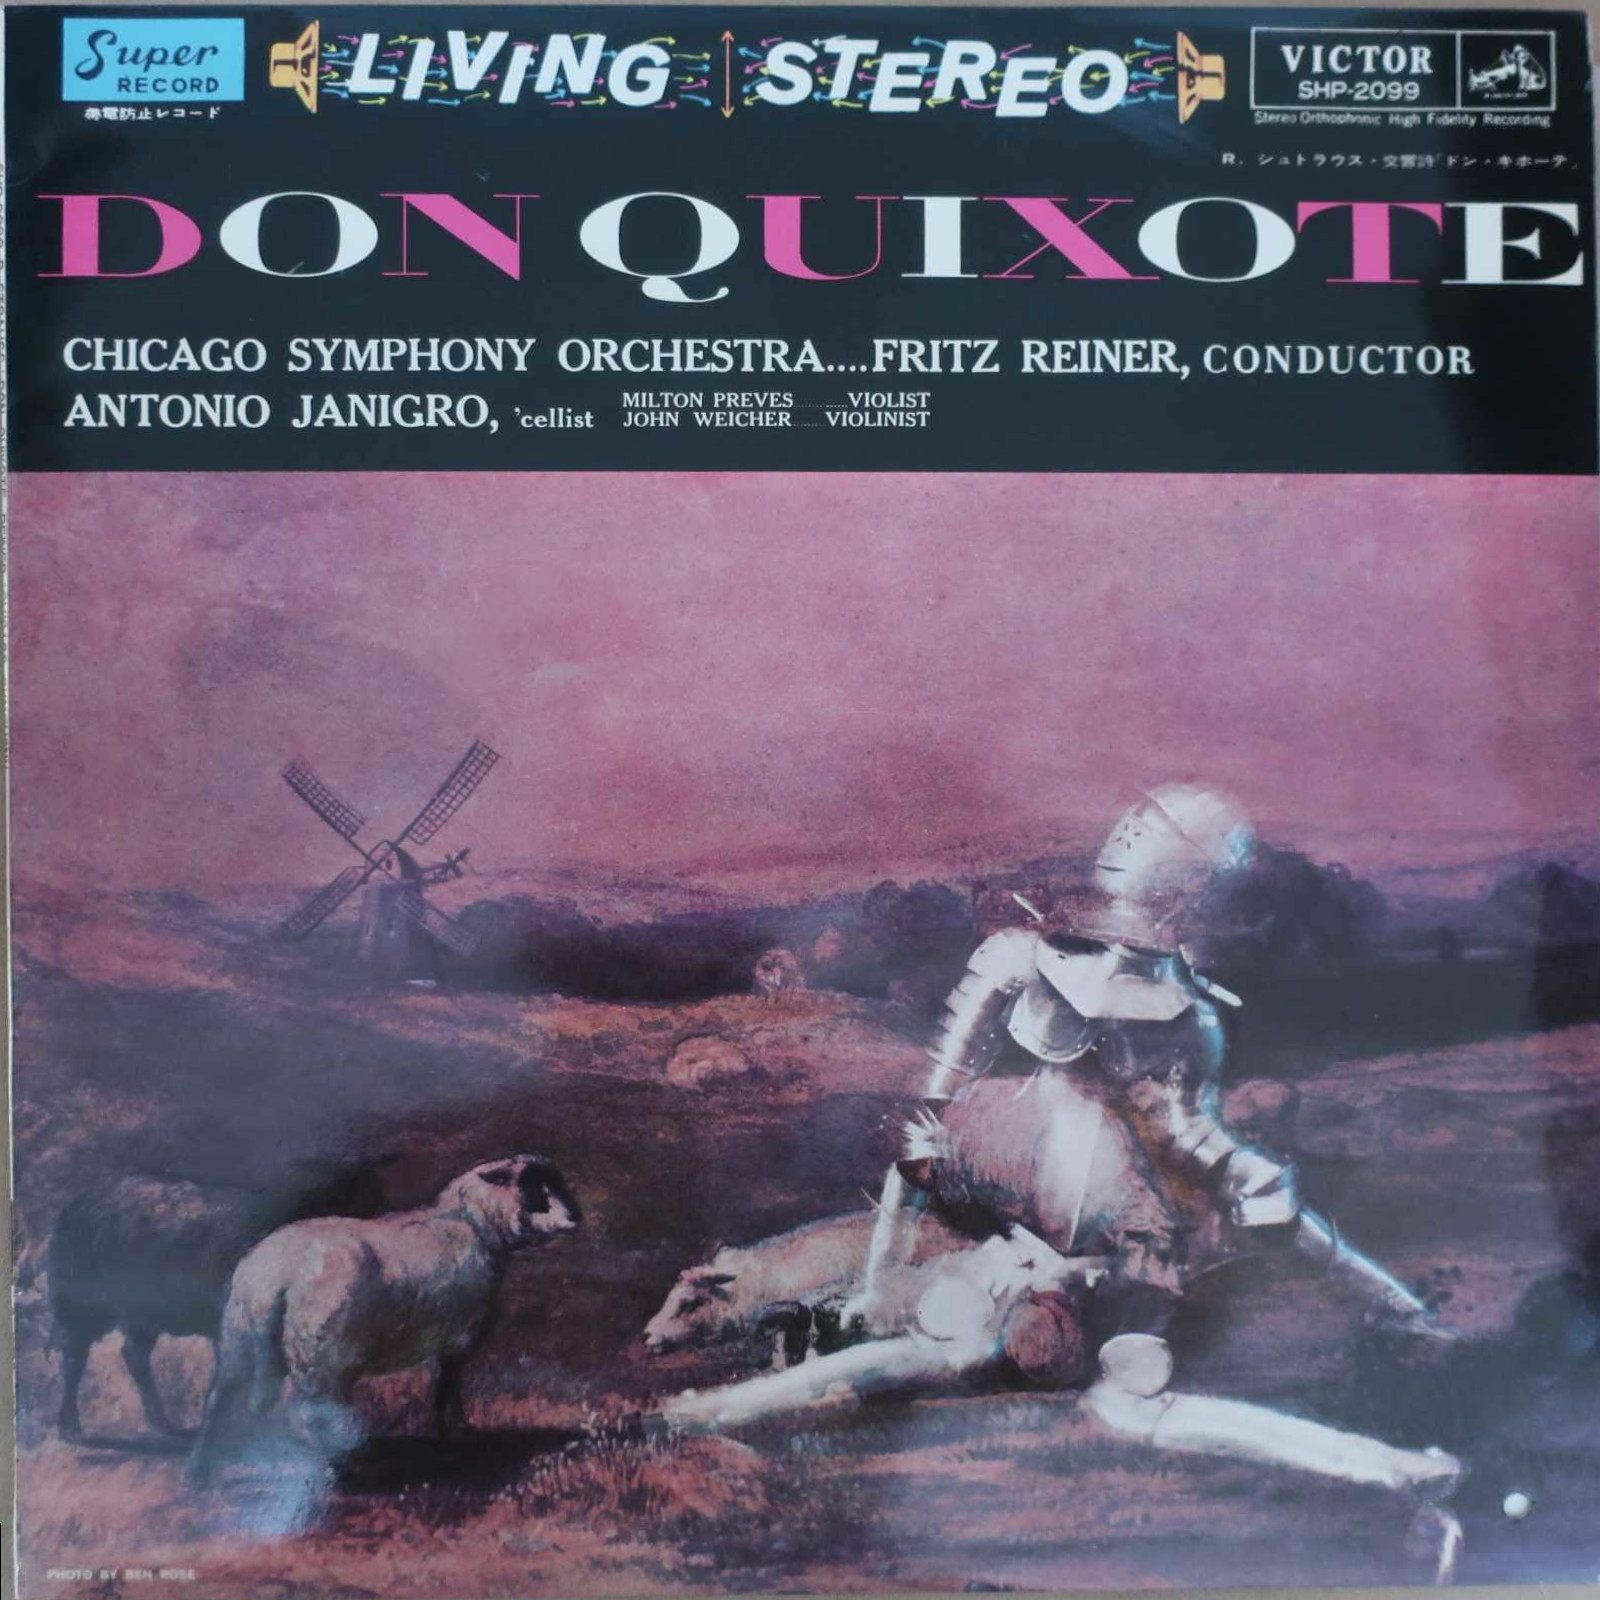 Super
RECORD
帯電防止レコード
LIVING STEREO
VICTOR
SHP-2099
Stereo Orthophonic High Fidelity Recording
R. シュトラウス・交響詩「ドン・キホーテ」
DON QUIXOTE
CHICAGO SYMPHONY ORCHESTRA....FRITZ REINER, CONDUCTOR
ANTONIO JANIGRO, 'cellist
MILTON PREVES..........VIOLIST
JOHN WEICHER......VIOLINIST
PHOTO BY BEN ROSE